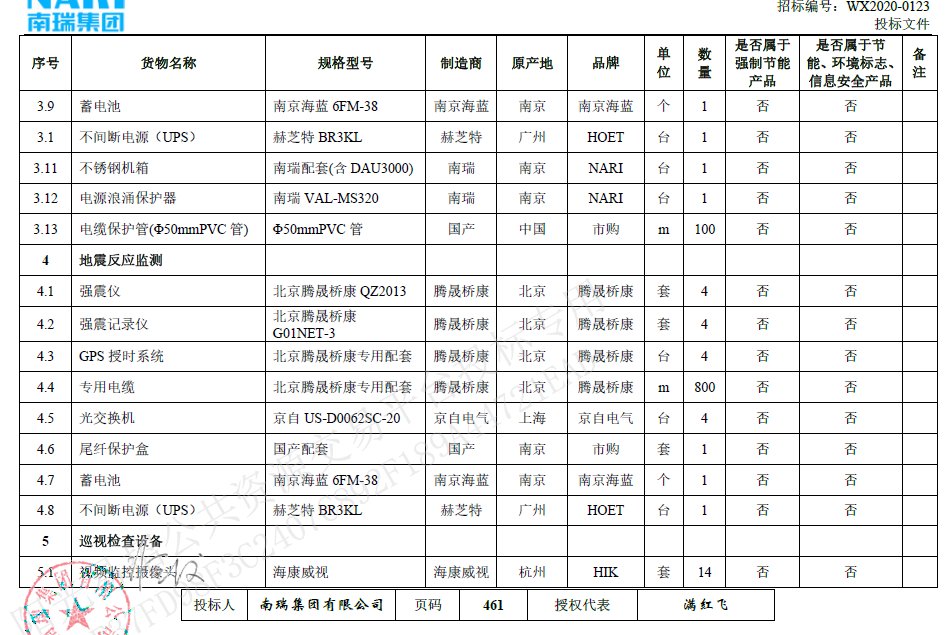 NARI
南瑞集团
招标编号：WX2020-0123
投标文件
序号 货物名称 规格型号 制造商 原产地 品牌 单位 数量 是否属于强制节能产品 是否属于节能、环境标志、信息安全产品 备注
3.9 蓄电池 南京海蓝 6FM-38 南京海蓝 南京 南京海蓝 个 1 否 否
3.1 不间断电源（UPS） 赫芝特 BR3KL 赫芝特 广州 HOET 台 1 否 否
3.11 不锈钢机箱 南瑞配套(含 DAU3000) 南瑞 南京 NARI 台 1 否 否
3.12 电源浪涌保护器 南瑞 VAL-MS320 南瑞 南京 NARI 台 1 否 否
3.13 电缆保护管(Φ50mmPVC 管) Φ50mmPVC 管 国产 中国 市购 m 100 否 否
4 地震反应监测
4.1 强震仪 北京腾晟桥康 QZ2013 腾晟桥康 北京 腾晟桥康 套 4 否 否
4.2 强震记录仪 北京腾晟桥康 G01NET-3 腾晟桥康 北京 腾晟桥康 套 4 否 否
4.3 GPS 授时系统 北京腾晟桥康专用配套 腾晟桥康 北京 腾晟桥康 台 4 否 否
4.4 专用电缆 北京腾晟桥康专用配套 腾晟桥康 北京 腾晟桥康 m 800 否 否
4.5 光交换机 京自 US-D0062SC-20 京自电气 上海 京自电气 台 4 否 否
4.6 尾纤保护盒 国产配套 国产 南京 市购 套 1 否 否
4.7 蓄电池 南京海蓝 6FM-38 南京海蓝 南京 南京海蓝 个 1 否 否
4.8 不间断电源（UPS） 赫芝特 BR3KL 赫芝特 广州 HOET 台 1 否 否
5 巡视检查设备
5.1 视频监控摄像头 海康威视 海康威视 杭州 HIK 套 14 否 否
投标人 南瑞集团有限公司 页码 461 授权代表 满红飞